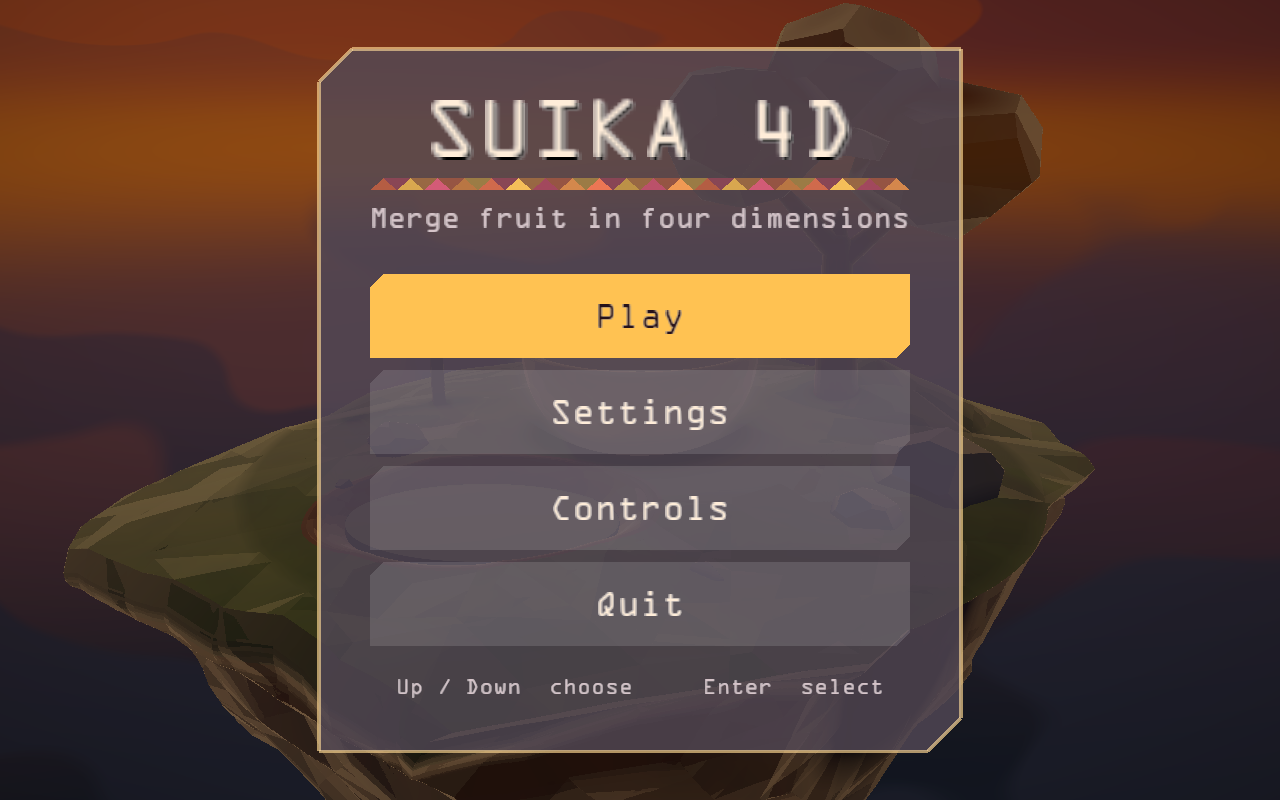 SUIKA 4D
Merge fruit in four dimensions
Play
Settings
Controls
Quit
Up / Down choose Enter select